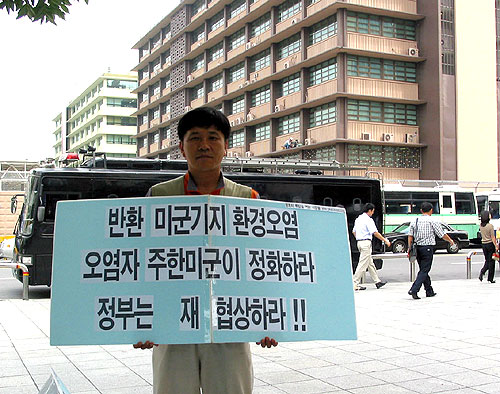 반환 미군기지 환경오염
오염자 주한미군이 정화하라
정부는 재 협상하라 !!